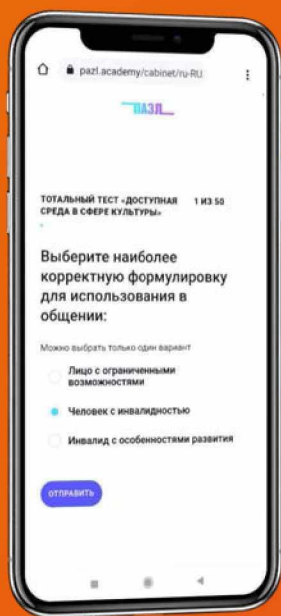 pazl.academy/cabinet/ru-RU
ПАЗЛ
ТОТАЛЬНЫЙ ТЕСТ «ДОСТУПНАЯ 1 ИЗ 50
СРЕДА В СФЕРЕ КУЛЬТУРЫ»
Выберите наиболее
корректную формулировку
для использования в
общении:
Можно выбрать только один вариант
Лицо с ограниченными
возможностями
Человек с инвалидностью
Инвалид с особенностями развития
ОТПРАВИТЬ